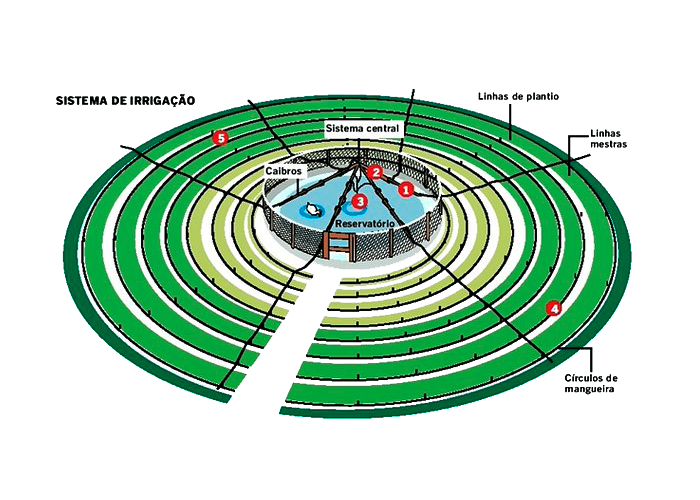 SISTEMA DE IRRIGAÇÃO
Linhas de plantio
Sistema central
Linhas
mestras
5
Caibros
2
1
3
Reservatório
4
Círculos de
mangueira